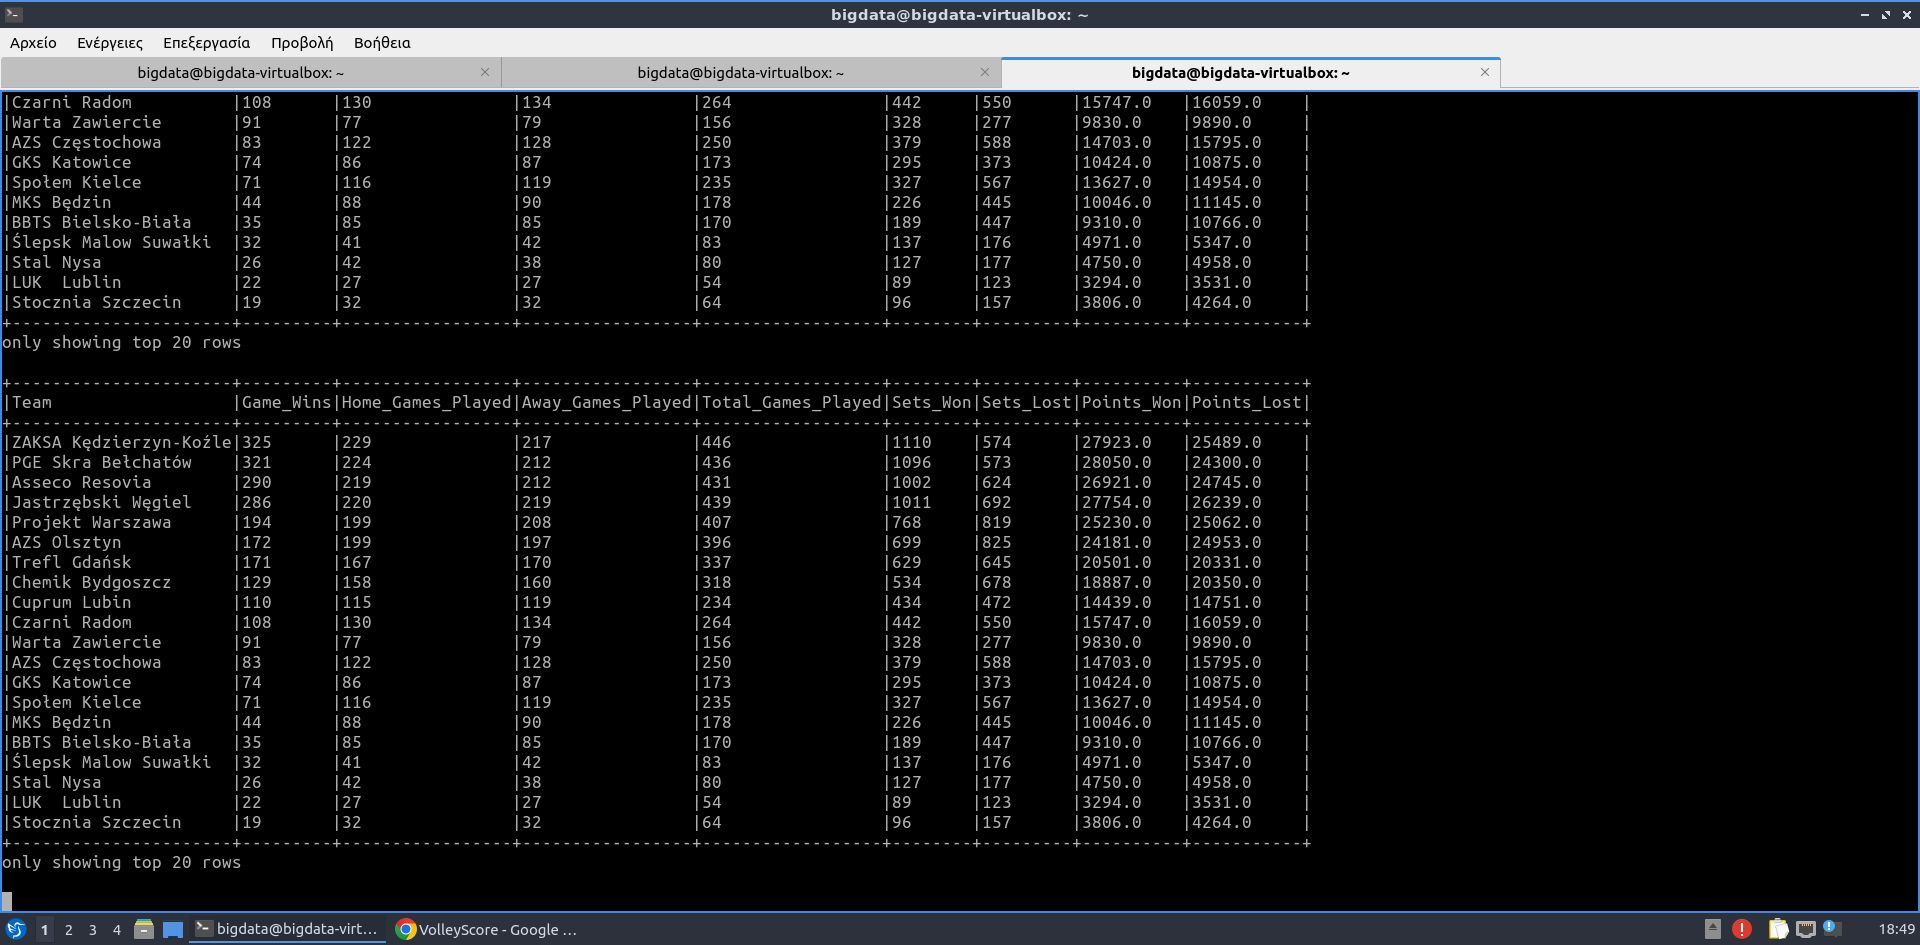 bigdata@bigdata-virtualbox: ~
Αρχείο Ενέργειες Επεξεργασία Προβολή Βοήθεια
bigdata@bigdata-virtualbox: ~ bigdata@bigdata-virtualbox: ~ bigdata@bigdata-virtualbox: ~
|Czarni Radom          |108      |130              |134              |264               |442     |550      |15747.0   |16059.0    |
|Warta Zawiercie       |91       |77               |79               |156               |328     |277      |9830.0    |9890.0     |
|AZS Częstochowa       |83       |122              |128              |250               |379     |588      |14703.0   |15795.0    |
|GKS Katowice          |74       |86               |87               |173               |295     |373      |10424.0   |10875.0    |
|Społem Kielce         |71       |116              |119              |235               |327     |567      |13627.0   |14954.0    |
|MKS Będzin            |44       |88               |90               |178               |226     |445      |10046.0   |11145.0    |
|BBTS Bielsko-Biała    |35       |85               |85               |170               |189     |447      |9310.0    |10766.0    |
|Ślepsk Malow Suwałki  |32       |41               |42               |83                |137     |176      |4971.0    |5347.0     |
|Stal Nysa             |26       |42               |38               |80                |127     |177      |4750.0    |4958.0     |
|LUK  Lublin           |22       |27               |27               |54                |89      |123      |3294.0    |3531.0     |
|Stocznia Szczecin     |19       |32               |32               |64                |96      |157      |3806.0    |4264.0     |
+----------------------+---------+-----------------+-----------------+------------------+--------+---------+----------+-----------+
only showing top 20 rows
+----------------------+---------+-----------------+-----------------+------------------+--------+---------+----------+-----------+
|Team                  |Game_Wins|Home_Games_Played|Away_Games_Played|Total_Games_Played|Sets_Won|Sets_Lost|Points_Won|Points_Lost|
+----------------------+---------+-----------------+-----------------+------------------+--------+---------+----------+-----------+
|ZAKSA Kędzierzyn-Koźle|325      |229              |217              |446               |1110    |574      |27923.0   |25489.0    |
|PGE Skra Bełchatów    |321      |224              |212              |436               |1096    |573      |28050.0   |24300.0    |
|Asseco Resovia        |290      |219              |212              |431               |1002    |624      |26921.0   |24745.0    |
|Jastrzębski Węgiel    |286      |220              |219              |439               |1011    |692      |27754.0   |26239.0    |
|Projekt Warszawa      |194      |199              |208              |407               |768     |819      |25230.0   |25062.0    |
|AZS Olsztyn           |172      |199              |197              |396               |699     |825      |24181.0   |24953.0    |
|Trefl Gdańsk          |171      |167              |170              |337               |629     |645      |20501.0   |20331.0    |
|Chemik Bydgoszcz      |129      |158              |160              |318               |534     |678      |18887.0   |20350.0    |
|Cuprum Lubin          |110      |115              |119              |234               |434     |472      |14439.0   |14751.0    |
|Czarni Radom          |108      |130              |134              |264               |442     |550      |15747.0   |16059.0    |
|Warta Zawiercie       |91       |77               |79               |156               |328     |277      |9830.0    |9890.0     |
|AZS Częstochowa       |83       |122              |128              |250               |379     |588      |14703.0   |15795.0    |
|GKS Katowice          |74       |86               |87               |173               |295     |373      |10424.0   |10875.0    |
|Społem Kielce         |71       |116              |119              |235               |327     |567      |13627.0   |14954.0    |
|MKS Będzin            |44       |88               |90               |178               |226     |445      |10046.0   |11145.0    |
|BBTS Bielsko-Biała    |35       |85               |85               |170               |189     |447      |9310.0    |10766.0    |
|Ślepsk Malow Suwałki  |32       |41               |42               |83                |137     |176      |4971.0    |5347.0     |
|Stal Nysa             |26       |42               |38               |80                |127     |177      |4750.0    |4958.0     |
|LUK  Lublin           |22       |27               |27               |54                |89      |123      |3294.0    |3531.0     |
|Stocznia Szczecin     |19       |32               |32               |64                |96      |157      |3806.0    |4264.0     |
+----------------------+---------+-----------------+-----------------+------------------+--------+---------+----------+-----------+
only showing top 20 rows
1 2 3 4 bigdata@bigdata-virt... VolleyScore - Google ... 18:49